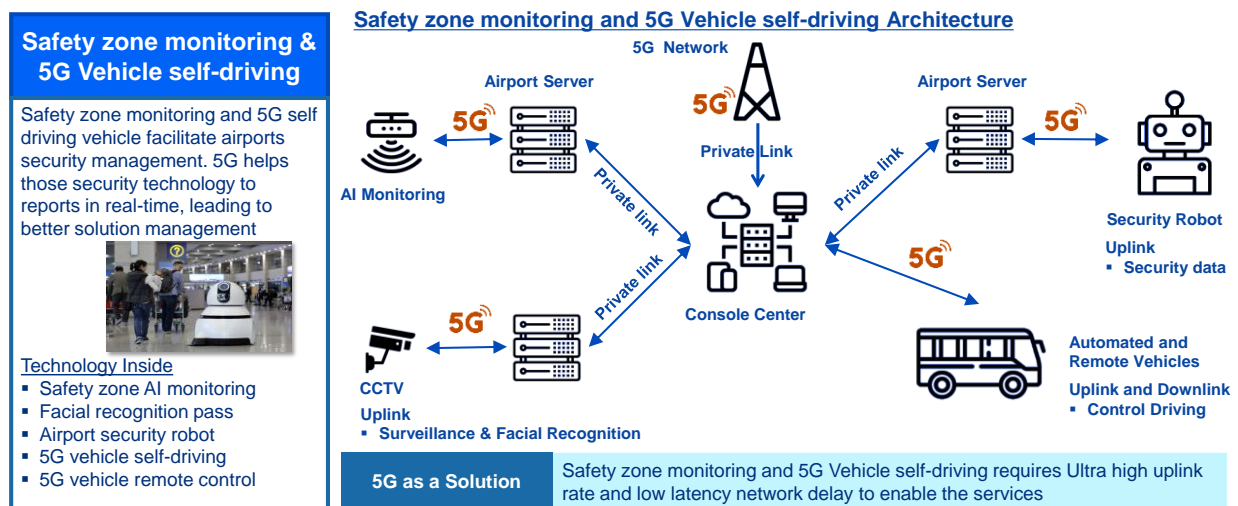 Safety zone monitoring &
5G Vehicle self-driving
Safety zone monitoring and 5G self
driving vehicle facilitate airports
security management. 5G helps
those security technology to
reports in real-time, leading to
better solution management
?
Technology Inside
▪ Safety zone AI monitoring
▪ Facial recognition pass
▪ Airport security robot
▪ 5G vehicle self-driving
▪ 5G vehicle remote control
Safety zone monitoring and 5G Vehicle self-driving Architecture
5G Network
5G
Private Link
Airport Server
5G
AI Monitoring
Private link
Airport Server
5G
Private link
Security Robot
Uplink
▪ Security data
5G
CCTV
Uplink
▪ Surveillance & Facial Recognition
Private link
Console Center
5G
Automated and
Remote Vehicles
Uplink and Downlink
▪ Control Driving
5G as a Solution
Safety zone monitoring and 5G Vehicle self-driving requires Ultra high uplink
rate and low latency network delay to enable the services